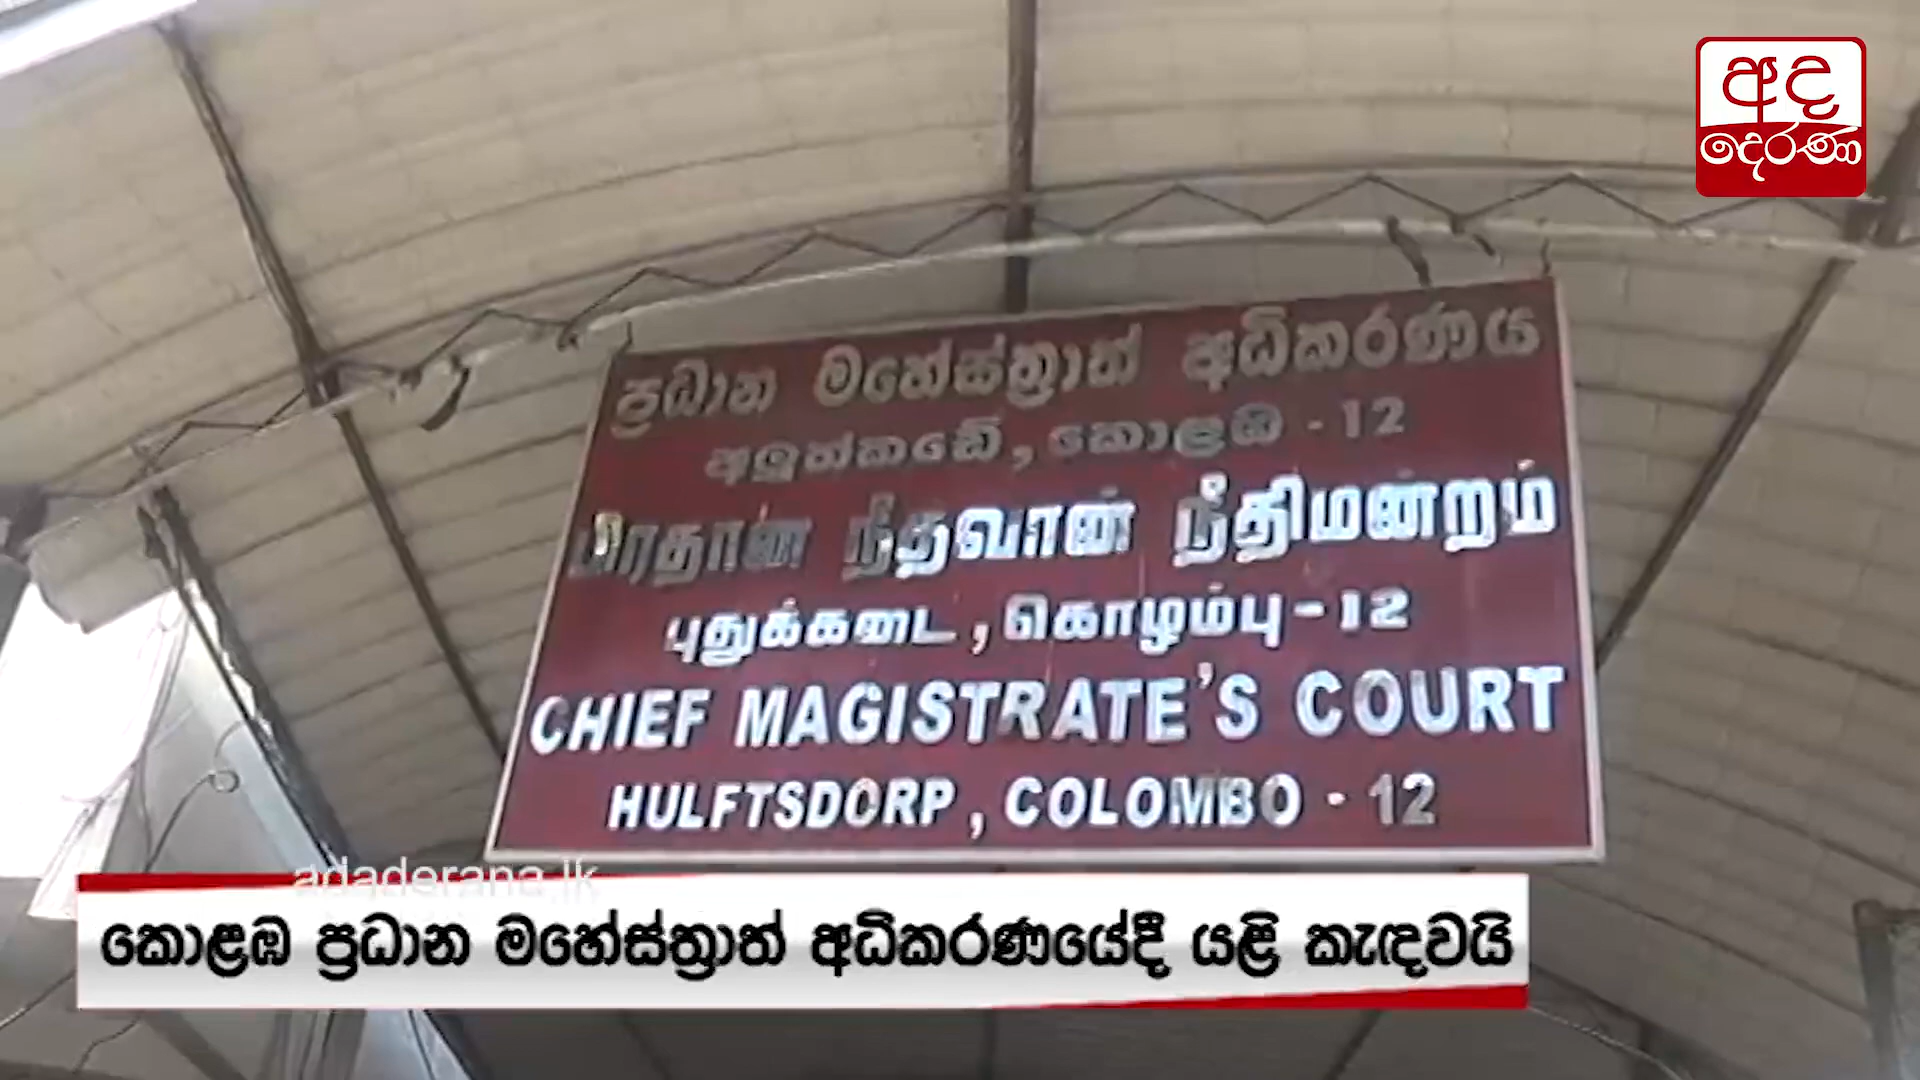 අද
දෙරණ
ප්‍රධාන මහේස්ත්‍රාත් අධිකරණය
අලුත්කඩේ, කොළඹ - 12
பிரதான நீதவான் நீதிமன்றம்
புதுக்கடை, கொழும்பு - 12
CHIEF MAGISTRATE'S COURT
HULFTSDORP, COLOMBO - 12
adaderana.lk
කොළඹ ප්‍රධාන මහේස්ත්‍රාත් අධිකරණයේදී යළි කැඳවයි